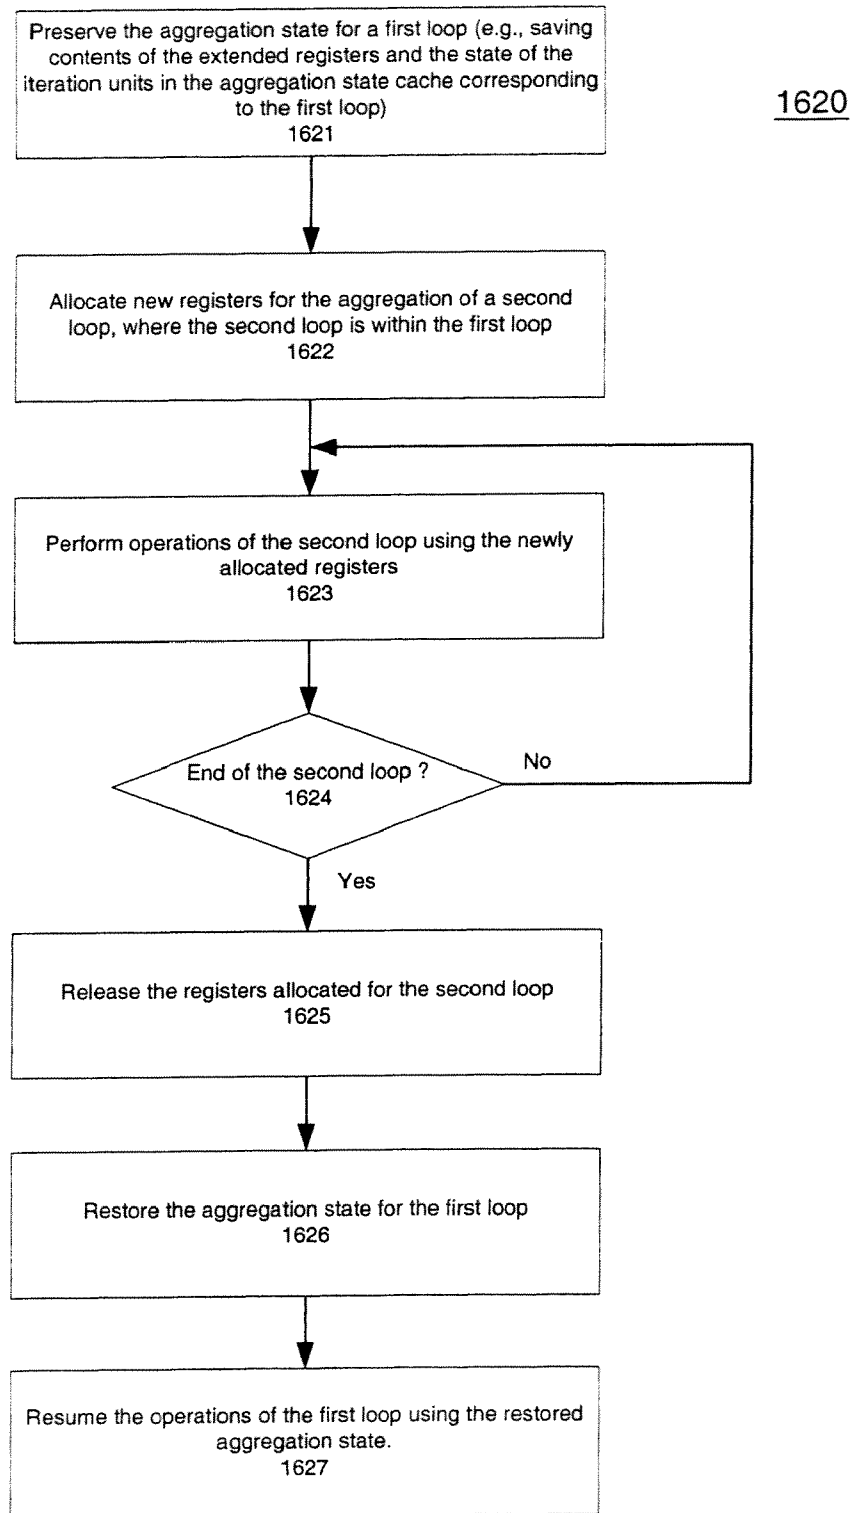 Preserve the aggregation state for a first loop (e.g., saving
contents of the extended registers and the state of the
iteration units in the aggregation state cache corresponding
to the first loop)
1621
1620
Allocate new registers for the aggregation of a second
loop, where the second loop is within the first loop
1622
Perform operations of the second loop using the newly
allocated registers
1623
End of the second loop ?
1624
No
Yes
Release the registers allocated for the second loop
1625
Restore the aggregation state for the first loop
1626
Resume the operations of the first loop using the restored
aggregation state.
1627